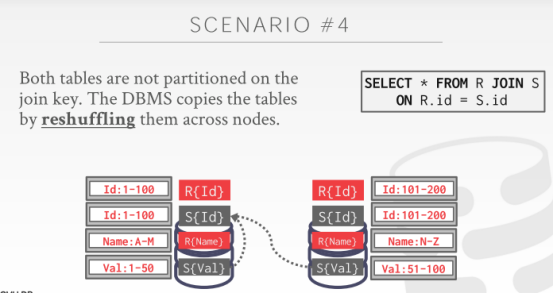 SCENARIO #4
Both tables are not partitioned on the
join key. The DBMS copies the tables
by reshuffling them across nodes.
SELECT * FROM R JOIN S
ON R.id = S.id
Id:1-100 R{Id} R{Id} Id:101-200
Id:1-100 S{Id} S{Id} Id:101-200
Name:A-M R{Name} R{Name} Name:N-Z
Val:1-50 S{Val} S{Val} Val:51-100